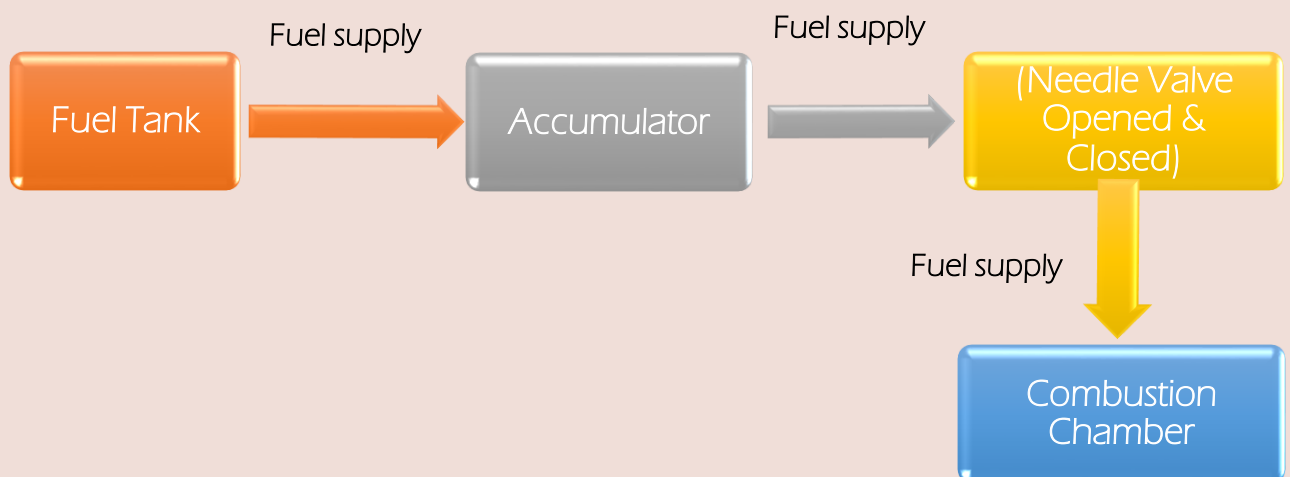 Fuel supply
Fuel supply
Fuel Tank
Accumulator
(Needle Valve
Opened &
Closed)
Fuel supply
Combustion
Chamber